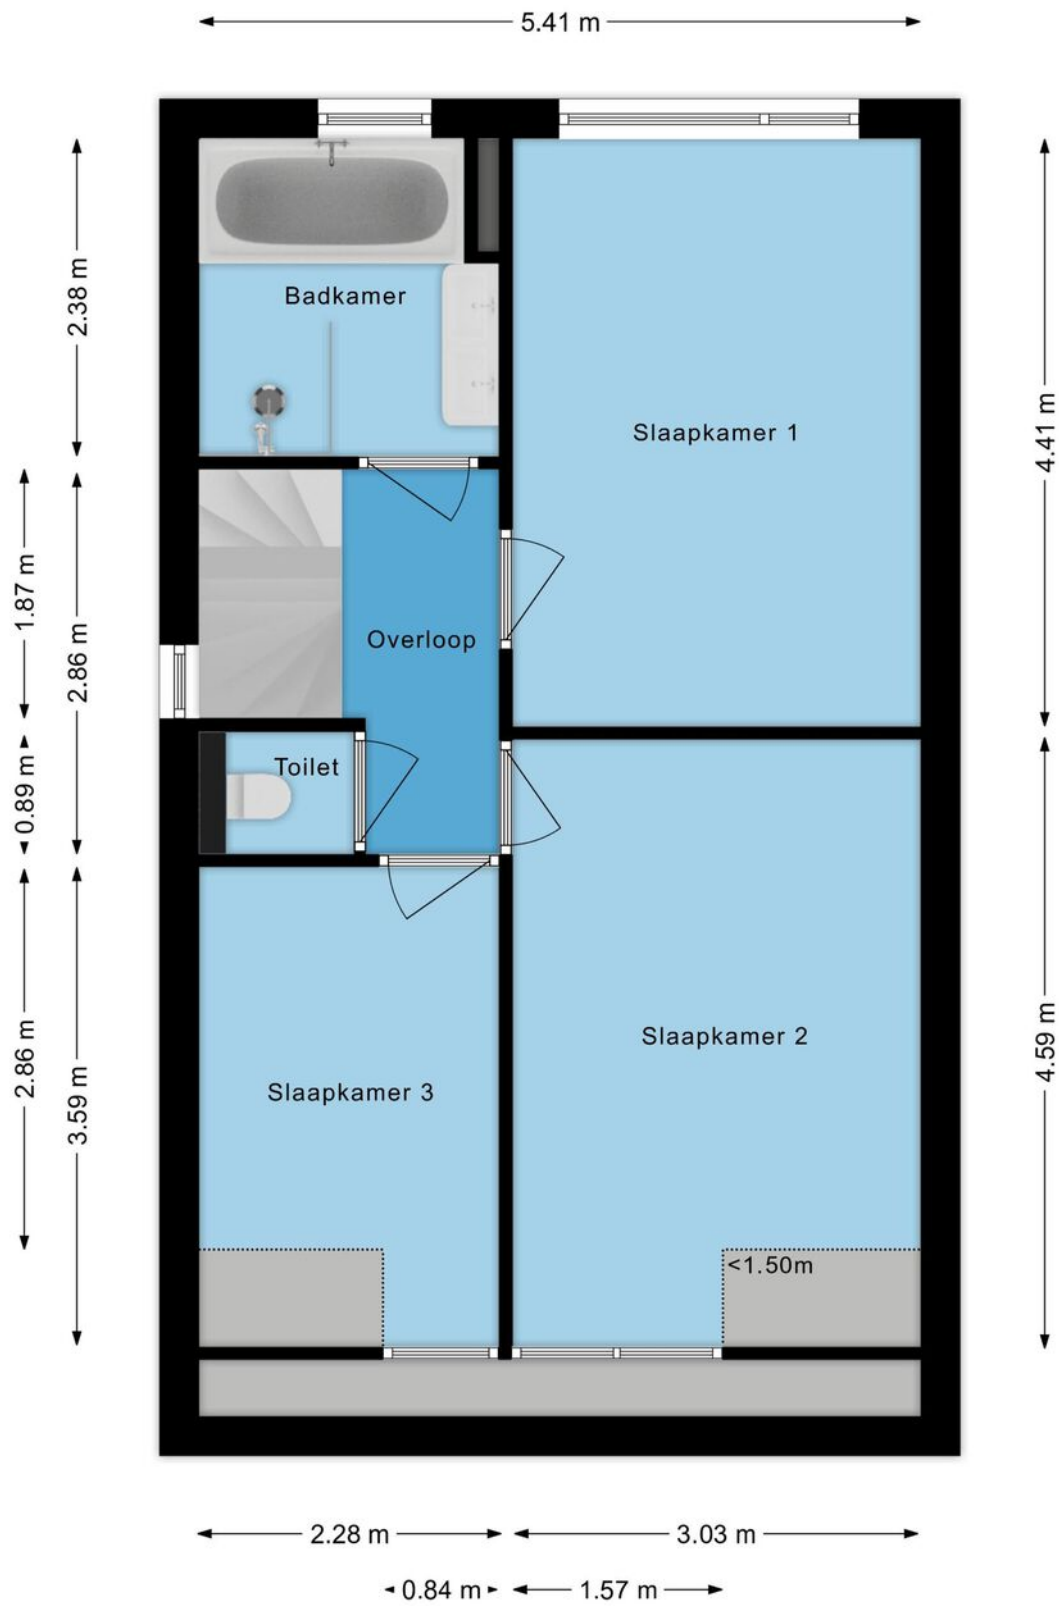 5.41 m
2.38 m
4.41 m
Badkamer
Slaapkamer 1
1.87 m
2.86 m
Overloop
0.89 m
Toilet
2.86 m
3.59 m
4.59 m
Slaapkamer 2
Slaapkamer 3
<1.50m
2.28 m
3.03 m
0.84 m
1.57 m